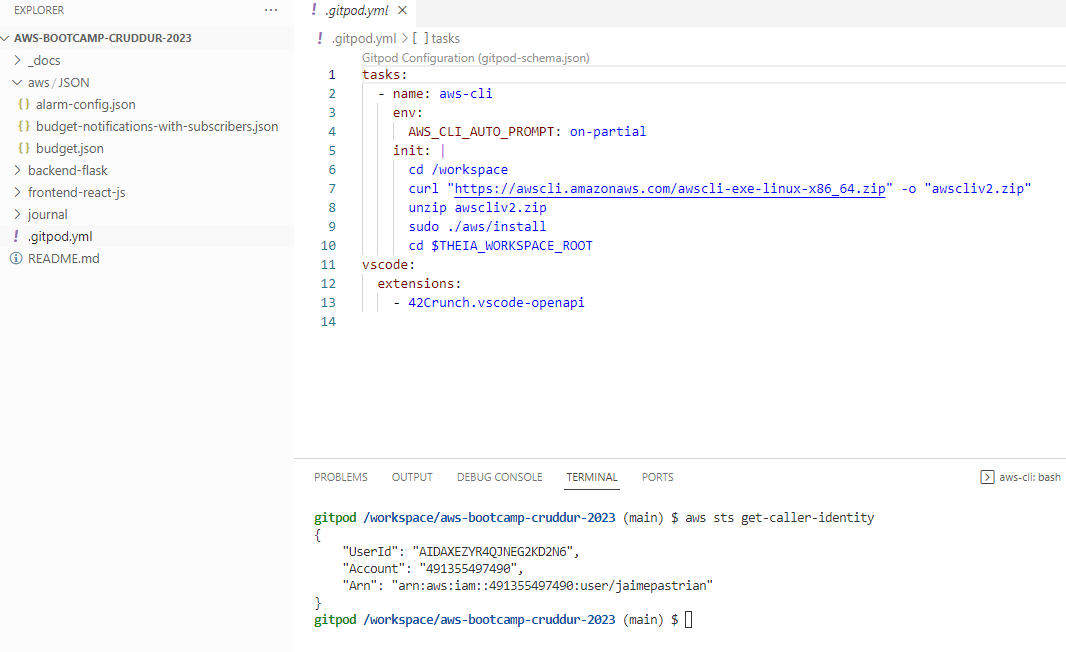 EXPLORER
AWS-BOOTCAMP-CRUDDUR-2023
_docs
aws / JSON
{} alarm-config.json
{} budget-notifications-with-subscribers.json
{} budget.json
backend-flask
frontend-react-js
journal
! .gitpod.yml
README.md
! .gitpod.yml
! .gitpod.yml > [ ] tasks
Gitpod Configuration (gitpod-schema.json)
1 tasks:
2 - name: aws-cli
3 env:
4 AWS_CLI_AUTO_PROMPT: on-partial
5 init: |
6 cd /workspace
7 curl "https://awscli.amazonaws.com/awscli-exe-linux-x86_64.zip" -o "awscliv2.zip"
8 unzip awscliv2.zip
9 sudo ./aws/install
10 cd $THEIA_WORKSPACE_ROOT
11 vscode:
12 extensions:
13 - 42Crunch.vscode-openapi
14
PROBLEMS OUTPUT DEBUG CONSOLE TERMINAL PORTS aws-cli: bash
gitpod /workspace/aws-bootcamp-cruddur-2023 (main) $ aws sts get-caller-identity
{
"UserId": "AIDAXEZYR4QJNEG2KD2N6",
"Account": "491355497490",
"Arn": "arn:aws:iam::491355497490:user/jaimepastrian"
}
gitpod /workspace/aws-bootcamp-cruddur-2023 (main) $